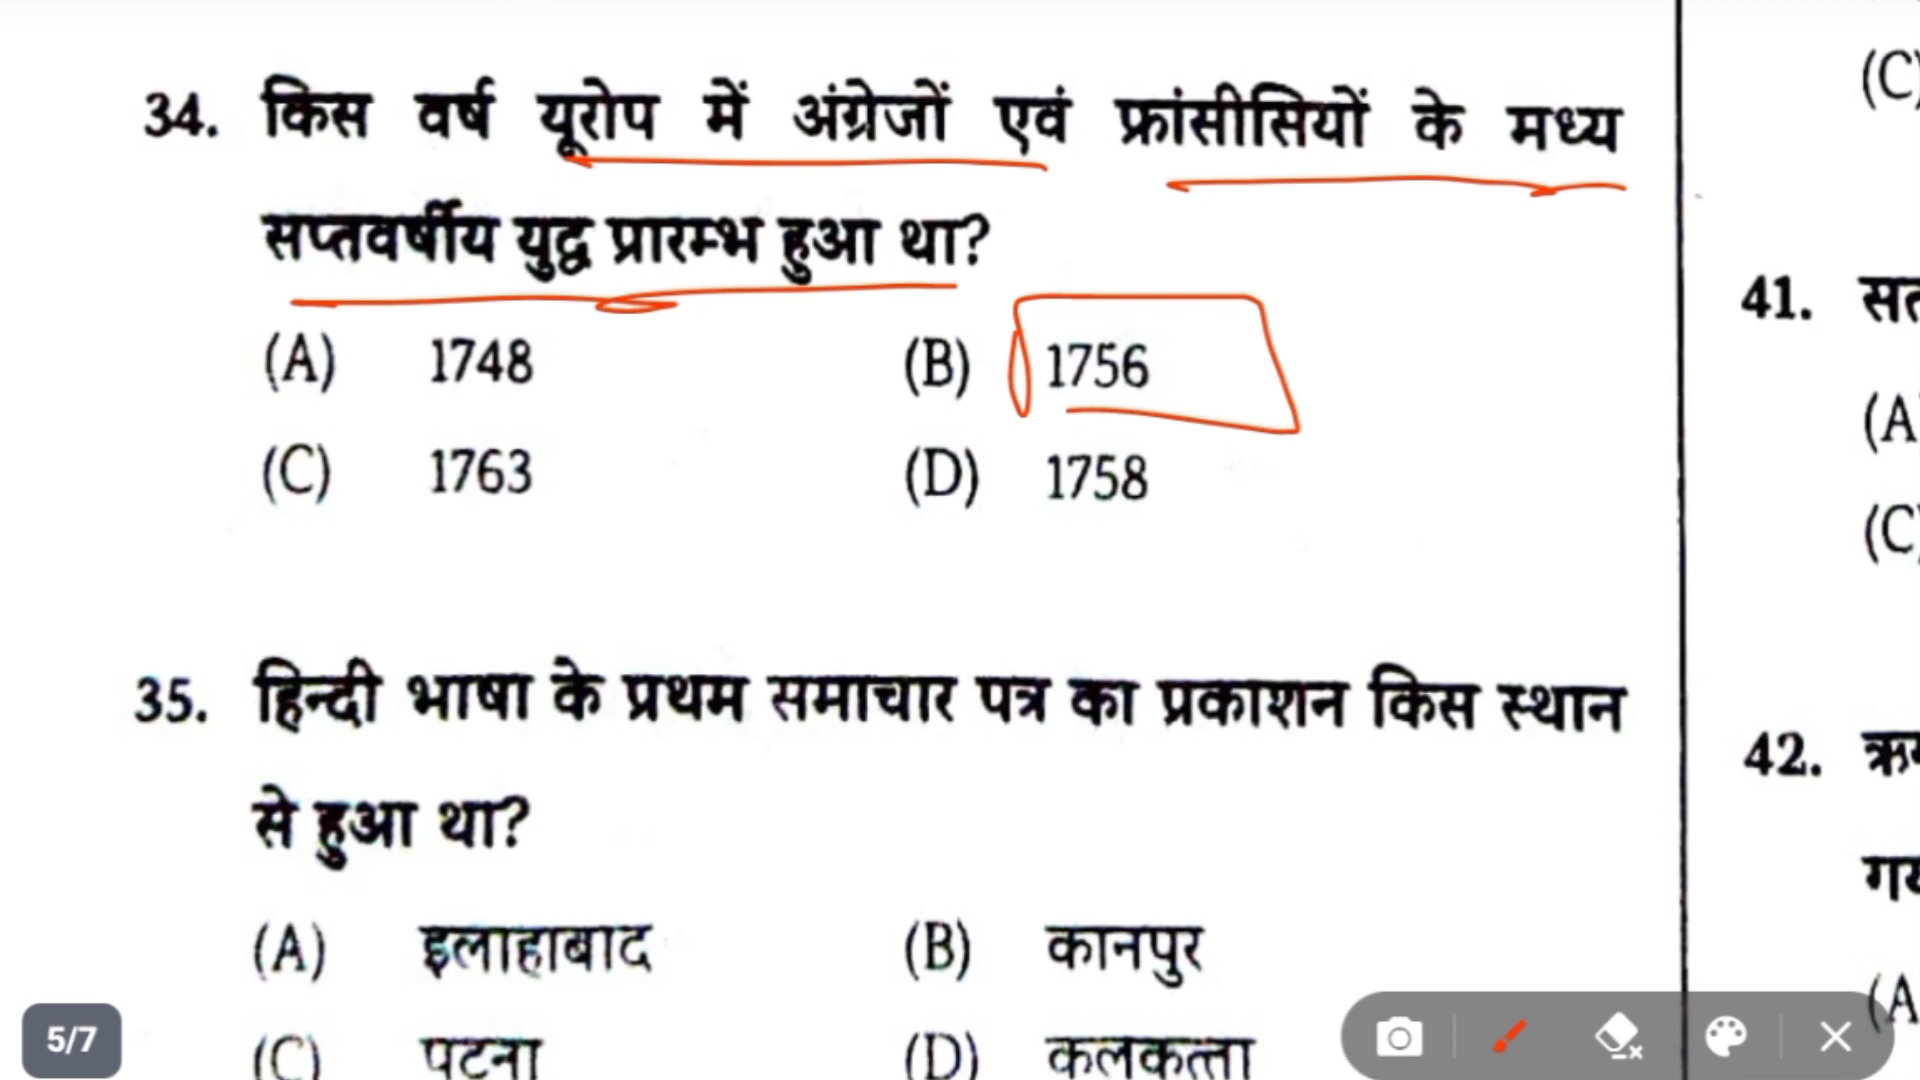 34. किस वर्ष यूरोप में अंग्रेजों एवं फ्रांसीसियों के मध्य
सप्तवर्षीय युद्ध प्रारम्भ हुआ था?
(A) 1748 (B) 1756
(C) 1763 (D) 1758
35. हिन्दी भाषा के प्रथम समाचार पत्र का प्रकाशन किस स्थान
से हुआ था?
(A) इलाहाबाद (B) कानपुर
(C) पटना (D) कलकत्ता
(C)
41.
(A
(C)
42.
(A
5/7